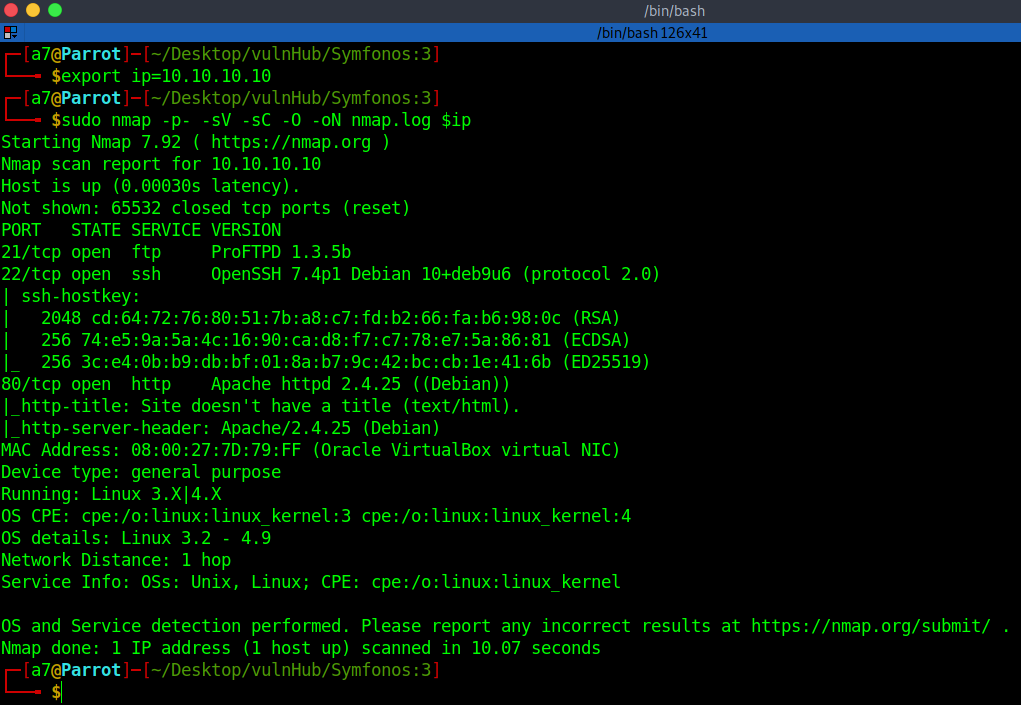 /bin/bash
/bin/bash 126x41
┌─[a7@Parrot]─[~/Desktop/vulnHub/Symfonos:3]
└──╼ $export ip=10.10.10.10
┌─[a7@Parrot]─[~/Desktop/vulnHub/Symfonos:3]
└──╼ $sudo nmap -p- -sV -sC -O -oN nmap.log $ip
Starting Nmap 7.92 ( https://nmap.org )
Nmap scan report for 10.10.10.10
Host is up (0.00030s latency).
Not shown: 65532 closed tcp ports (reset)
PORT   STATE SERVICE VERSION
21/tcp open  ftp     ProFTPD 1.3.5b
22/tcp open  ssh     OpenSSH 7.4p1 Debian 10+deb9u6 (protocol 2.0)
| ssh-hostkey:
|   2048 cd:64:72:76:80:51:7b:a8:c7:fd:b2:66:fa:b6:98:0c (RSA)
|   256 74:e5:9a:5a:4c:16:90:ca:d8:f7:c7:78:e7:5a:86:81 (ECDSA)
|_  256 3c:e4:0b:b9:db:bf:01:8a:b7:9c:42:bc:cb:1e:41:6b (ED25519)
80/tcp open  http    Apache httpd 2.4.25 ((Debian))
|_http-title: Site doesn't have a title (text/html).
|_http-server-header: Apache/2.4.25 (Debian)
MAC Address: 08:00:27:7D:79:FF (Oracle VirtualBox virtual NIC)
Device type: general purpose
Running: Linux 3.X|4.X
OS CPE: cpe:/o:linux:linux_kernel:3 cpe:/o:linux:linux_kernel:4
OS details: Linux 3.2 - 4.9
Network Distance: 1 hop
Service Info: OSs: Unix, Linux; CPE: cpe:/o:linux:linux_kernel
OS and Service detection performed. Please report any incorrect results at https://nmap.org/submit/ .
Nmap done: 1 IP address (1 host up) scanned in 10.07 seconds
┌─[a7@Parrot]─[~/Desktop/vulnHub/Symfonos:3]
└──╼ $